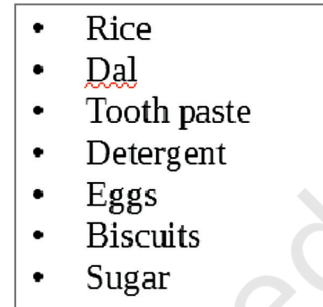 • Rice
• Dal
• Tooth paste
• Detergent
• Eggs
• Biscuits
• Sugar